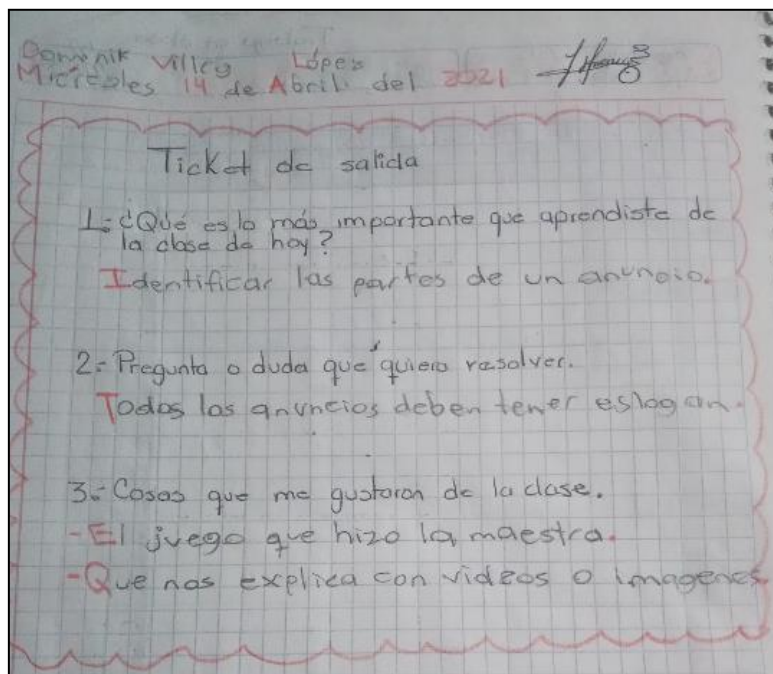 Dominik Villeg López
Miércoles 14 de Abril del 2021
Ticket de salida
1.- ¿Qué es lo más importante que aprendiste de
la clase de hoy?
Identificar las partes de un anuncio.
2.- Pregunta o duda que quiero resolver.
Todos los anuncios deben tener eslogan.
3.- Cosas que me gustaron de la clase.
- El juego que hizo la maestra.
- Que nos explica con videos o imagenes